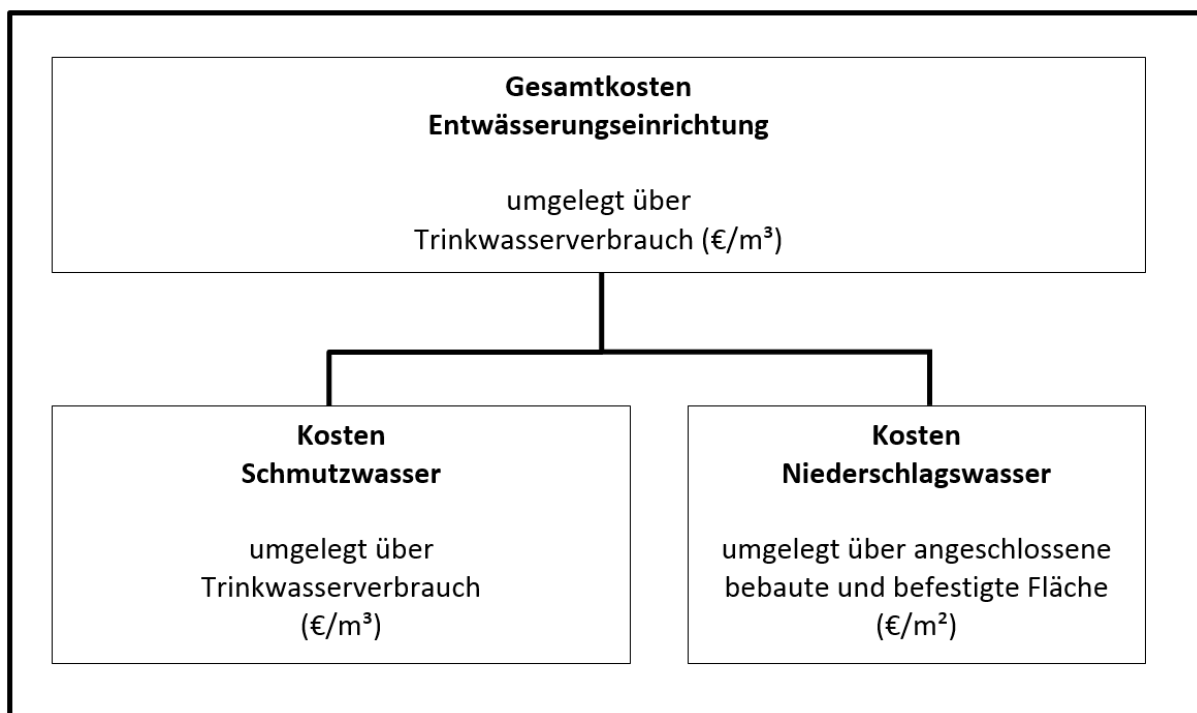 Gesamtkosten
Entwässerungseinrichtung
umgelegt über
Trinkwasserverbrauch (€/m³)
Kosten
Schmutzwasser
umgelegt über
Trinkwasserverbrauch
(€/m³)
Kosten
Niederschlagswasser
umgelegt über angeschlossene
bebaute und befestigte Fläche
(€/m²)